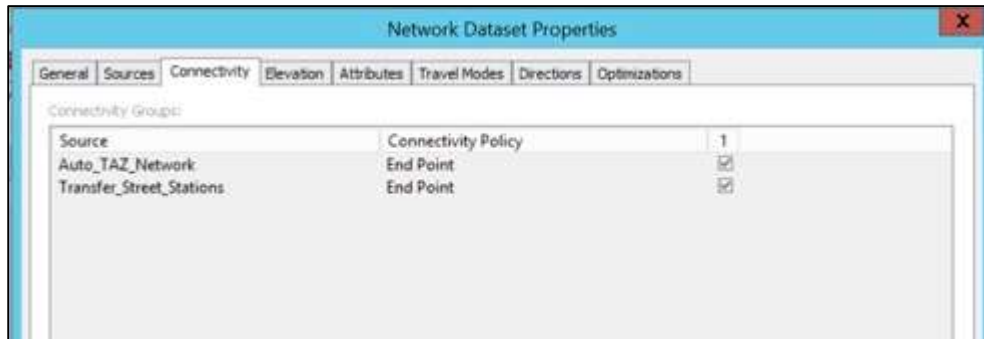 Network Dataset Properties
X
General Sources Connectivity Elevation Attributes Travel Modes Directions Optimizations
Connectivity Groups:
Source Connectivity Policy 1
Auto_TAZ_Network End Point
Transfer_Street_Stations End Point